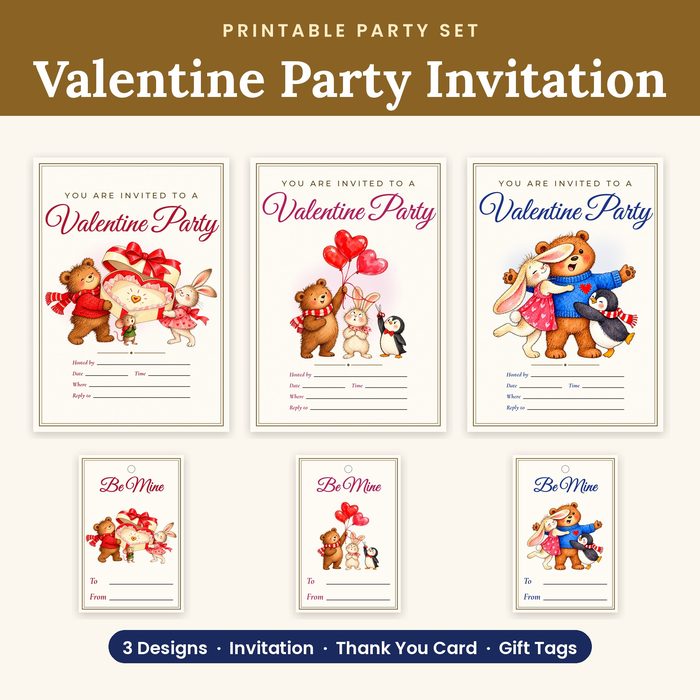 PRINTABLE PARTY SET
Valentine Party Invitation
YOU ARE INVITED TO A
Valentine Party
Hosted by
Date Time
Where
Reply to
YOU ARE INVITED TO A
Valentine Party
Hosted by
Date Time
Where
Reply to
YOU ARE INVITED TO A
Valentine Party
Hosted by
Date Time
Where
Reply to
Be Mine
To
From
Be Mine
To
From
Be Mine
To
From
3 Designs · Invitation · Thank You Card · Gift Tags